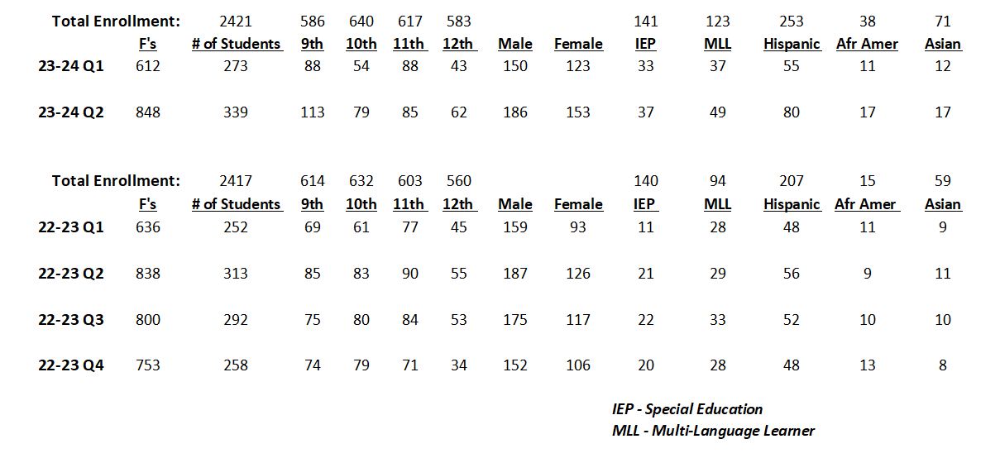 Total Enrollment: 2421 586 640 617 583 141 123 253 38 71
F's # of Students 9th 10th 11th 12th Male Female IEP MLL Hispanic Afr Amer Asian
23-24 Q1 612 273 88 54 88 43 150 123 33 37 55 11 12
23-24 Q2 848 339 113 79 85 62 186 153 37 49 80 17 17
Total Enrollment: 2417 614 632 603 560 140 94 207 15 59
F's # of Students 9th 10th 11th 12th Male Female IEP MLL Hispanic Afr Amer Asian
22-23 Q1 636 252 69 61 77 45 159 93 11 28 48 11 9
22-23 Q2 838 313 85 83 90 55 187 126 21 29 56 9 11
22-23 Q3 800 292 75 80 84 53 175 117 22 33 52 10 10
22-23 Q4 753 258 74 79 71 34 152 106 20 28 48 13 8
IEP - Special Education
MLL - Multi-Language Learner